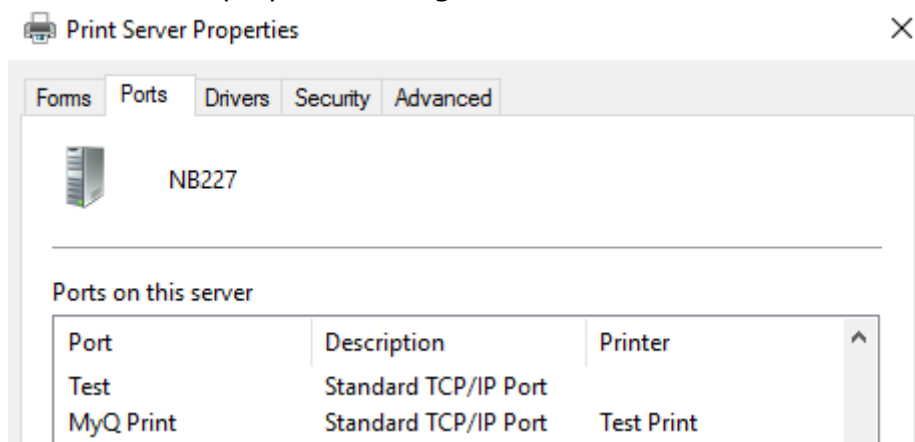 Print Server Properties
Forms Ports Drivers Security Advanced
NB227
Ports on this server
Port Description Printer
Test Standard TCP/IP Port
MyQ Print Standard TCP/IP Port Test Print